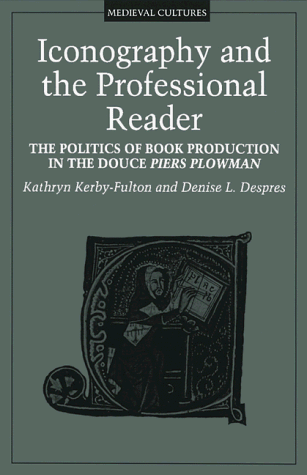 MEDIEVAL CULTURES
Iconography and
the Professional
Reader
THE POLITICS OF BOOK PRODUCTION
IN THE DOUCE PIERS PLOWMAN
Kathryn Kerby-Fulton and Denise L. Despres